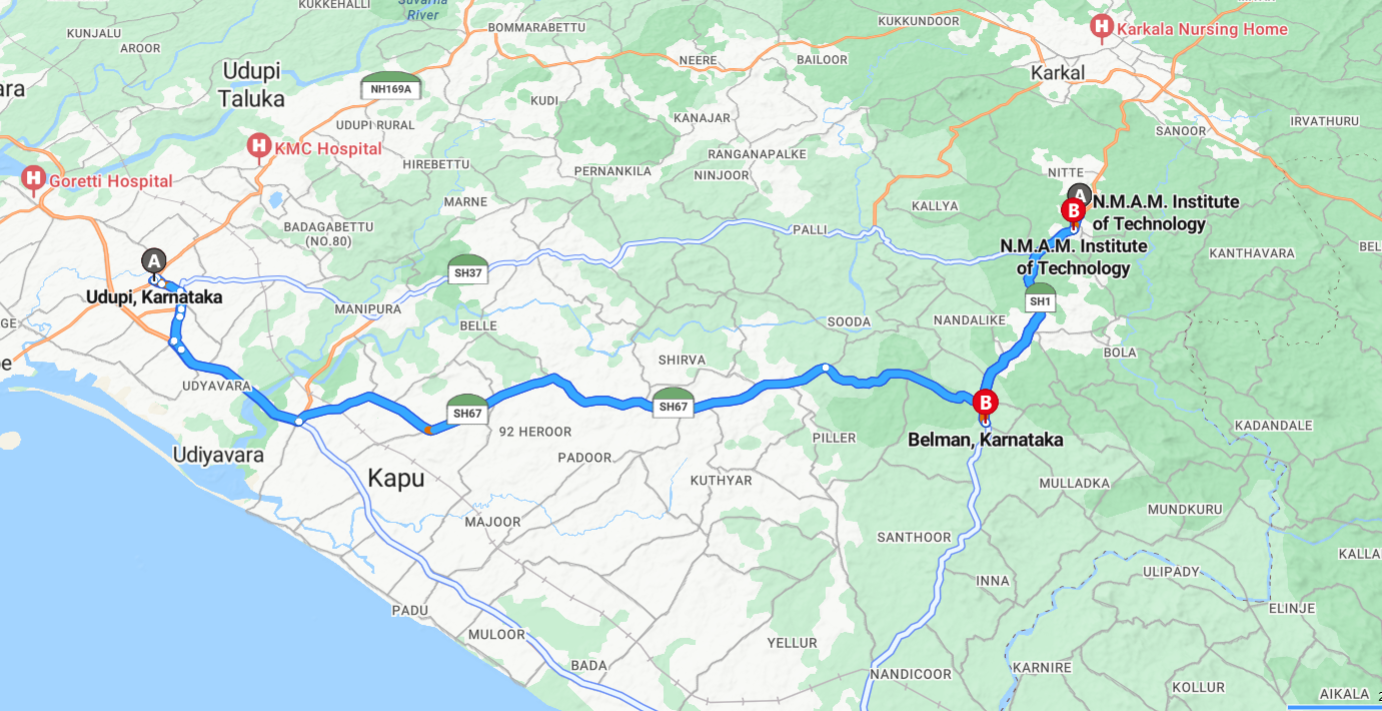 KUKKEHALLI
Suvarna
River
KUNJALU
AROOR
BOMMARABETTU
KUKKUNDOOR
H Karkala Nursing Home
NEERE
BAILOOR
Karkal
Udupi
Taluka
NH169A
KUDI
UDUPI RURAL
KANAJAR
IRVATHURU
SANOOR
H KMC Hospital
HIREBETTU
RANGANAPALKE
PERNANKILA
NINJOOR
NITTE
H Goretti Hospital
MARNE
KALLYA
A
B
N.M.A.M. Institute
of Technology
BADAGABETTU
(NO.80)
PALLI
N.M.A.M. Institute
of Technology
KANTHAVARA
BEL
A
SH37
Udupi, Karnataka
MANIPURA
SH1
GE
BELLE
SOODA
NANDALIKE
BOLA
SHIRVA
UDYAVARA
SH67
SH67
B
Belman, Karnataka
92 HEROOR
PILLER
KADANDALE
Udiyavara
PADOOR
Kapu
KUTHYAR
MULLADKA
MUNDKURU
MAJOOR
SANTHOOR
KALLA
ULIPADY
INNA
PADU
ELINJE
MULOOR
YELLUR
BADA
NANDICOOR
KARNIRE
KOLLUR
AIKALA